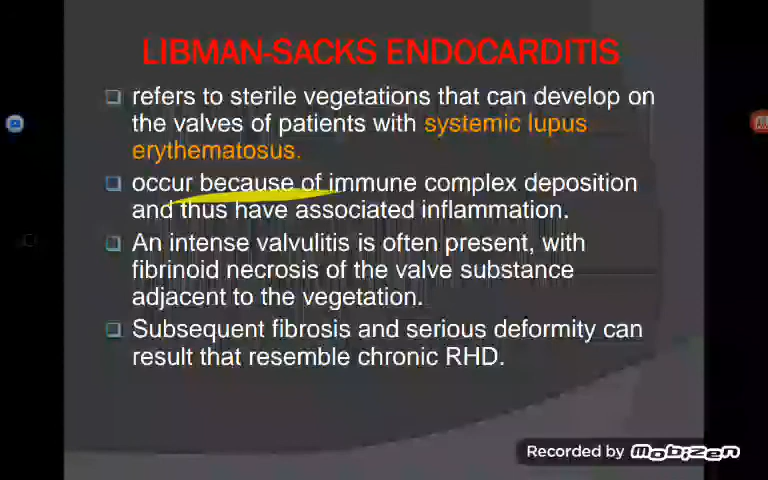 LIBMAN-SACKS ENDOCARDITIS
refers to sterile vegetations that can develop on
the valves of patients with systemic lupus
erythematosus.
occur because of immune complex deposition
and thus have associated inflammation.
An intense valvulitis is often present, with
fibrinoid necrosis of the valve substance
adjacent to the vegetation.
Subsequent fibrosis and serious deformity can
result that resemble chronic RHD.
Recorded by Mobizen